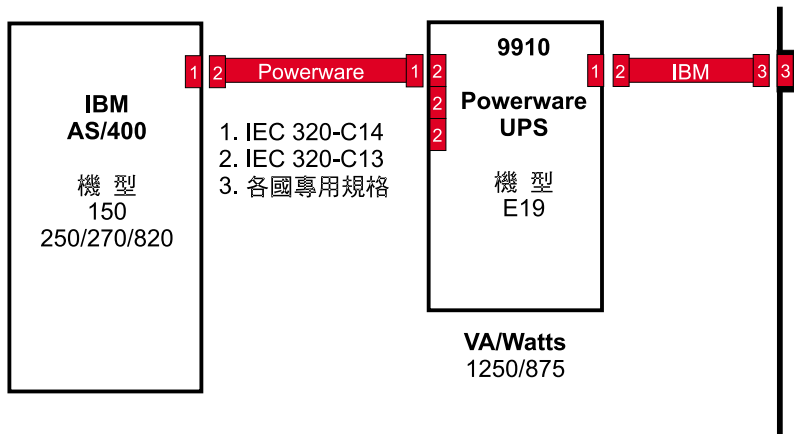 IBM
AS/400
機 型
150
250/270/820
1
2
Powerware
1
1. IEC 320-C14
2. IEC 320-C13
3. 各國專用規格
2
2
2
9910
Powerware
UPS
機 型
E19
1
VA/Watts
1250/875
2
IBM
3
3